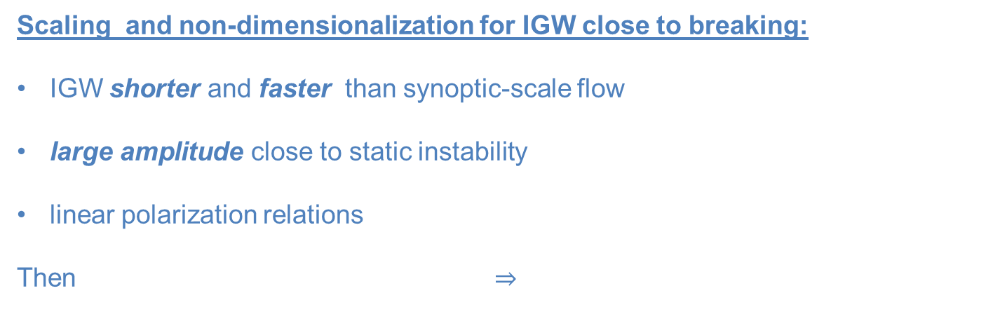 Scaling and non-dimensionalization for IGW close to breaking:
• IGW shorter and faster than synoptic-scale flow
• large amplitude close to static instability
• linear polarization relations
Then ⇒